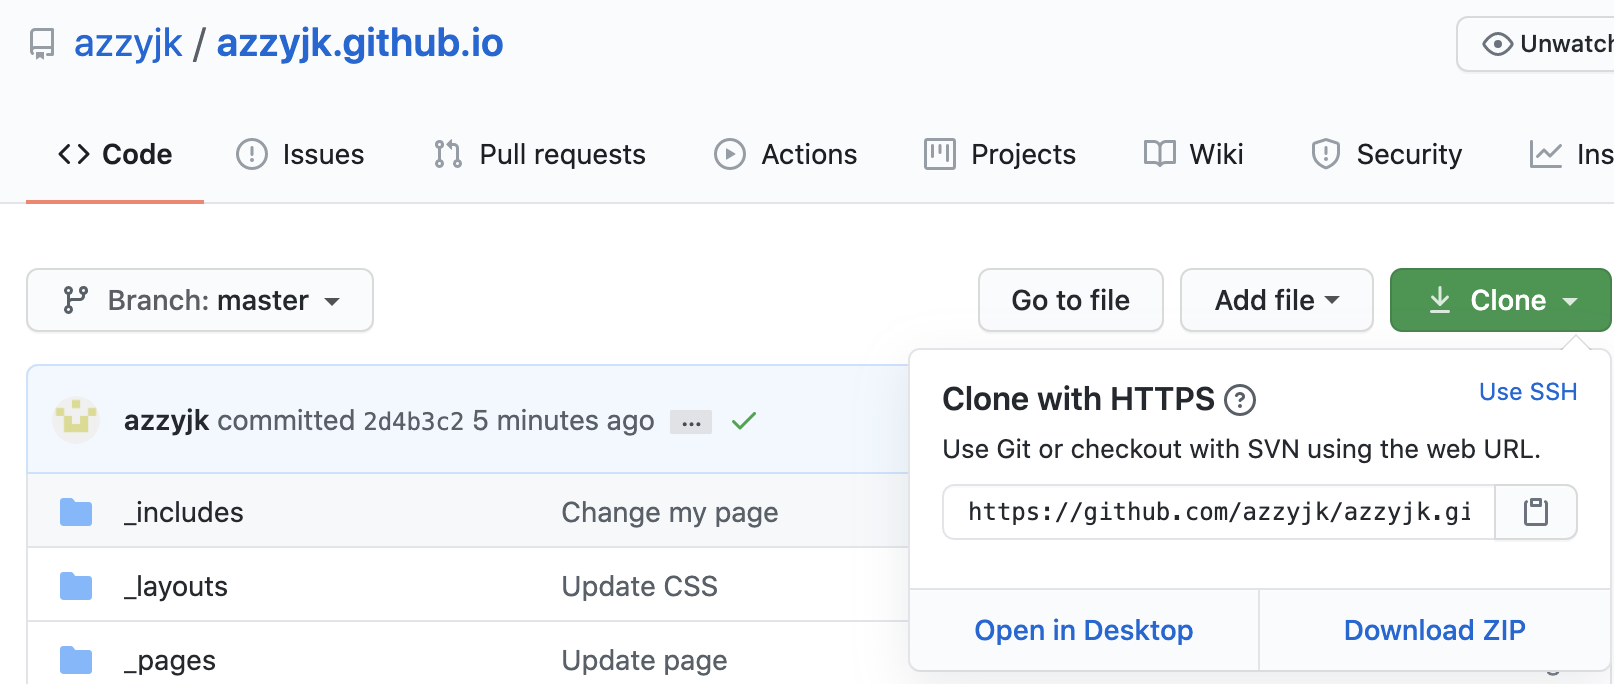 azzyjk / azzyjk.github.io
Unwatch
Code
Issues
Pull requests
Actions
Projects
Wiki
Security
Ins
Branch: master
Go to file
Add file
Clone
azzyjk committed 2d4b3c2 5 minutes ago ...
Clone with HTTPS ?
Use SSH
Use Git or checkout with SVN using the web URL.
https://github.com/azzyjk/azzyjk.gi
Open in Desktop
Download ZIP
_includes
Change my page
_layouts
Update CSS
_pages
Update page